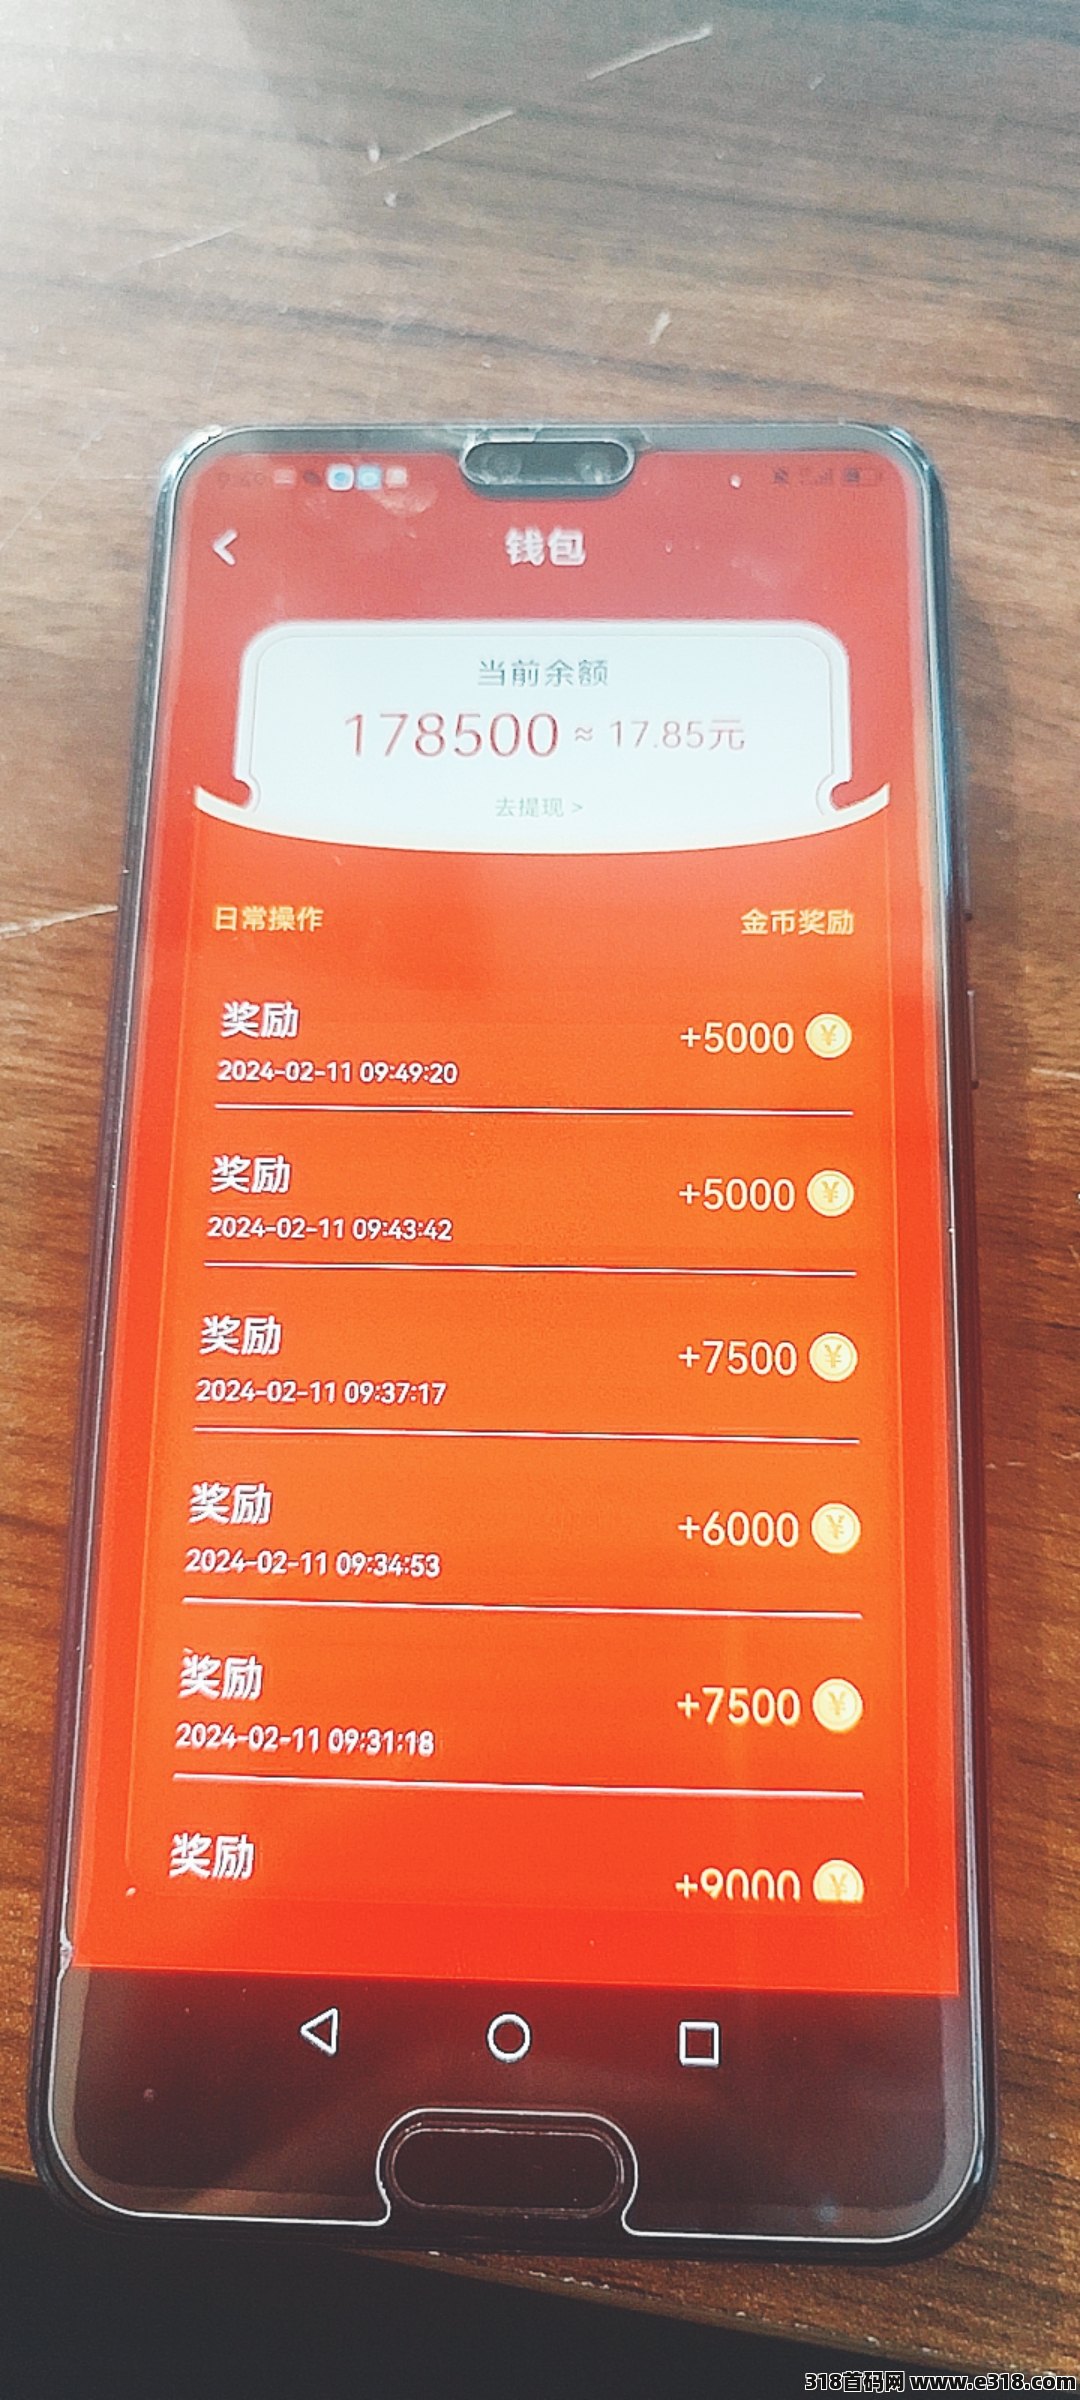 钱包
当前余额
178500 ≈ 17.85元
去提现 >
日常操作 金币奖励
奖励 +5000
2024-02-11 09:49:20
奖励 +5000
2024-02-11 09:43:42
奖励 +7500
2024-02-11 09:37:17
奖励 +6000
2024-02-11 09:34:53
奖励 +7500
2024-02-11 09:31:18
奖励 +9000
318首码网 www.e318.com